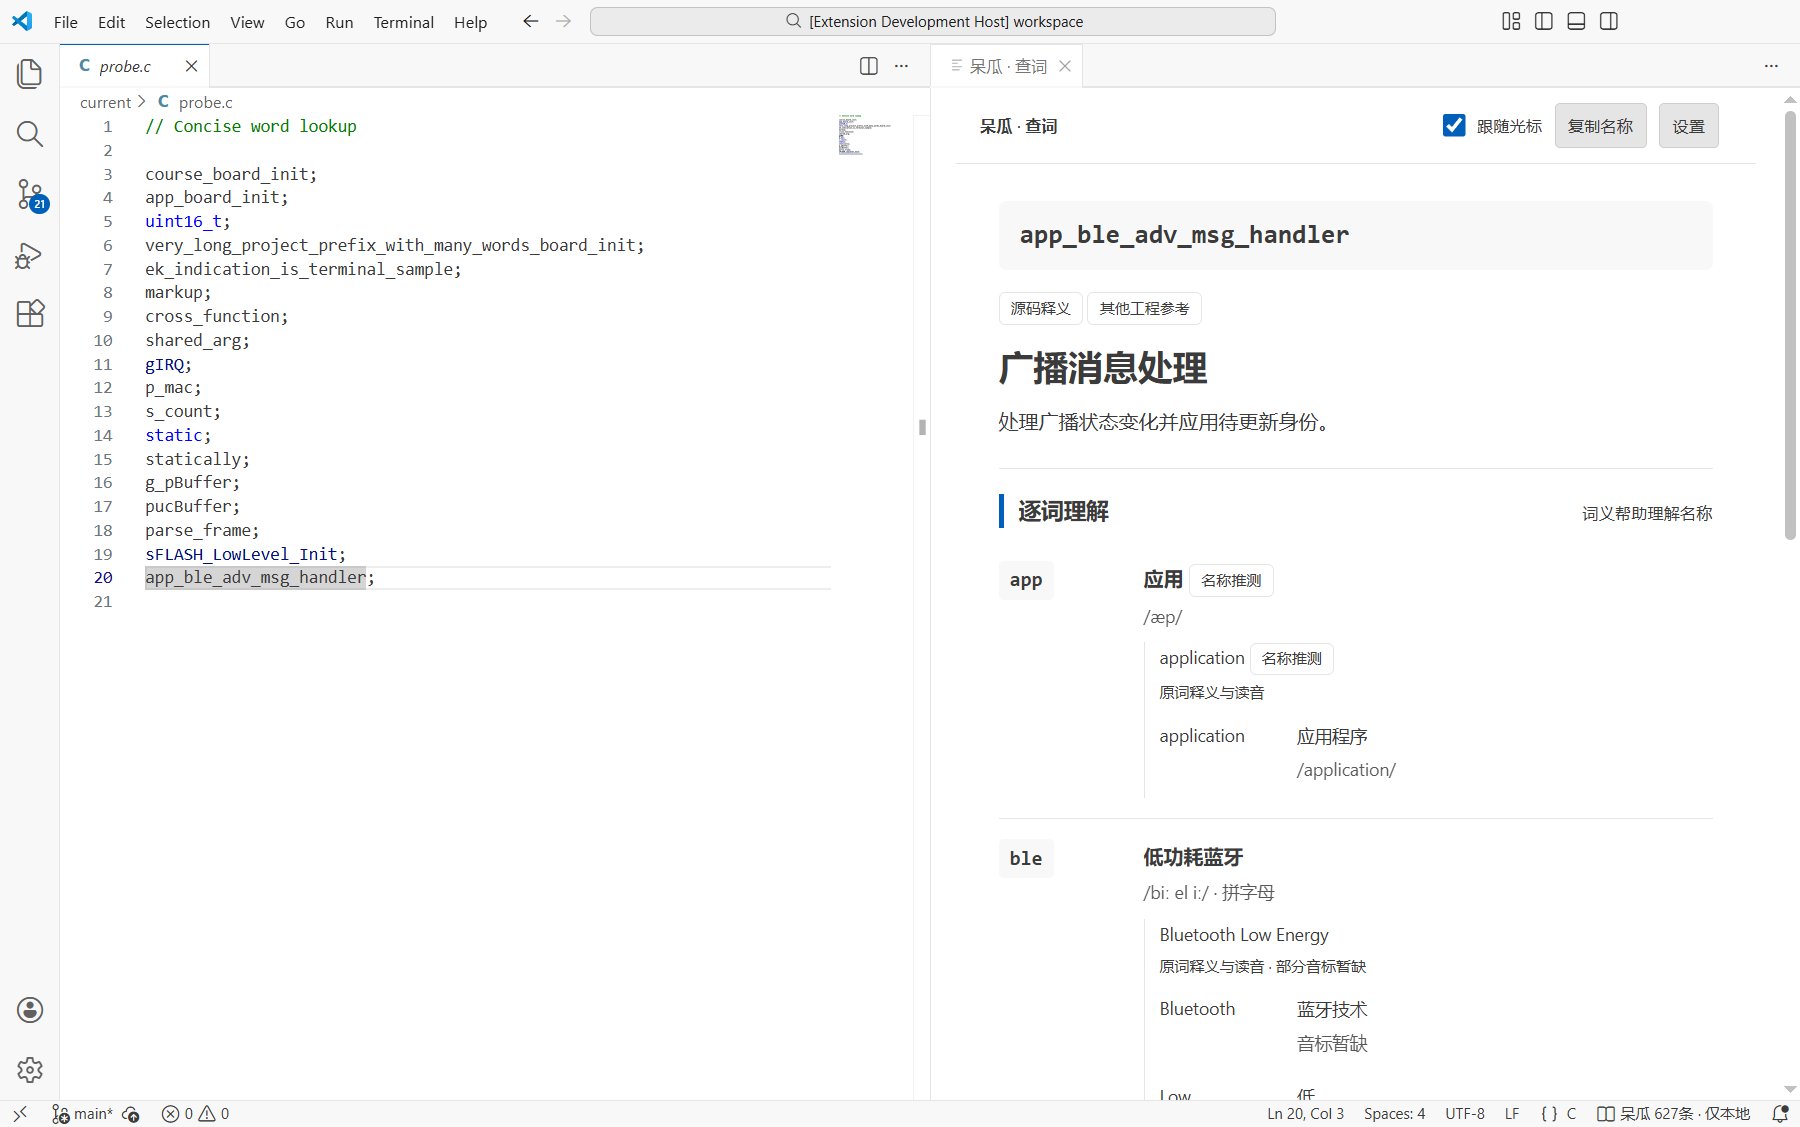 File Edit Selection View Go Run Terminal Help
[Extension Development Host] workspace
C probe.c
呆瓜 · 查词
current > C probe.c
1 // Concise word lookup
2
3 course_board_init;
4 app_board_init;
5 uint16_t;
6 very_long_project_prefix_with_many_words_board_init;
7 ek_indication_is_terminal_sample;
8 markup;
9 cross_function;
10 shared_arg;
11 gIRQ;
12 p_mac;
13 s_count;
14 static;
15 statically;
16 g_pBuffer;
17 pucBuffer;
18 parse_frame;
19 sFLASH_LowLevel_Init;
20 app_ble_adv_msg_handler;
21
21
呆瓜 · 查词
跟随光标 复制名称 设置
app_ble_adv_msg_handler
源码释义 其他工程参考
广播消息处理
处理广播状态变化并应用待更新身份。
逐词理解 词义帮助理解名称
app 应用 名称推测
/æp/
application 名称推测
原词释义与读音
application 应用程序
/application/
ble 低功耗蓝牙
/biː el iː/ · 拼字母
Bluetooth Low Energy
原词释义与读音 · 部分音标暂缺
Bluetooth 蓝牙技术
音标暂缺
Low 低
main* 0 0
Ln 20, Col 3 Spaces: 4 UTF-8 LF { } C 呆瓜 627条 · 仅本地